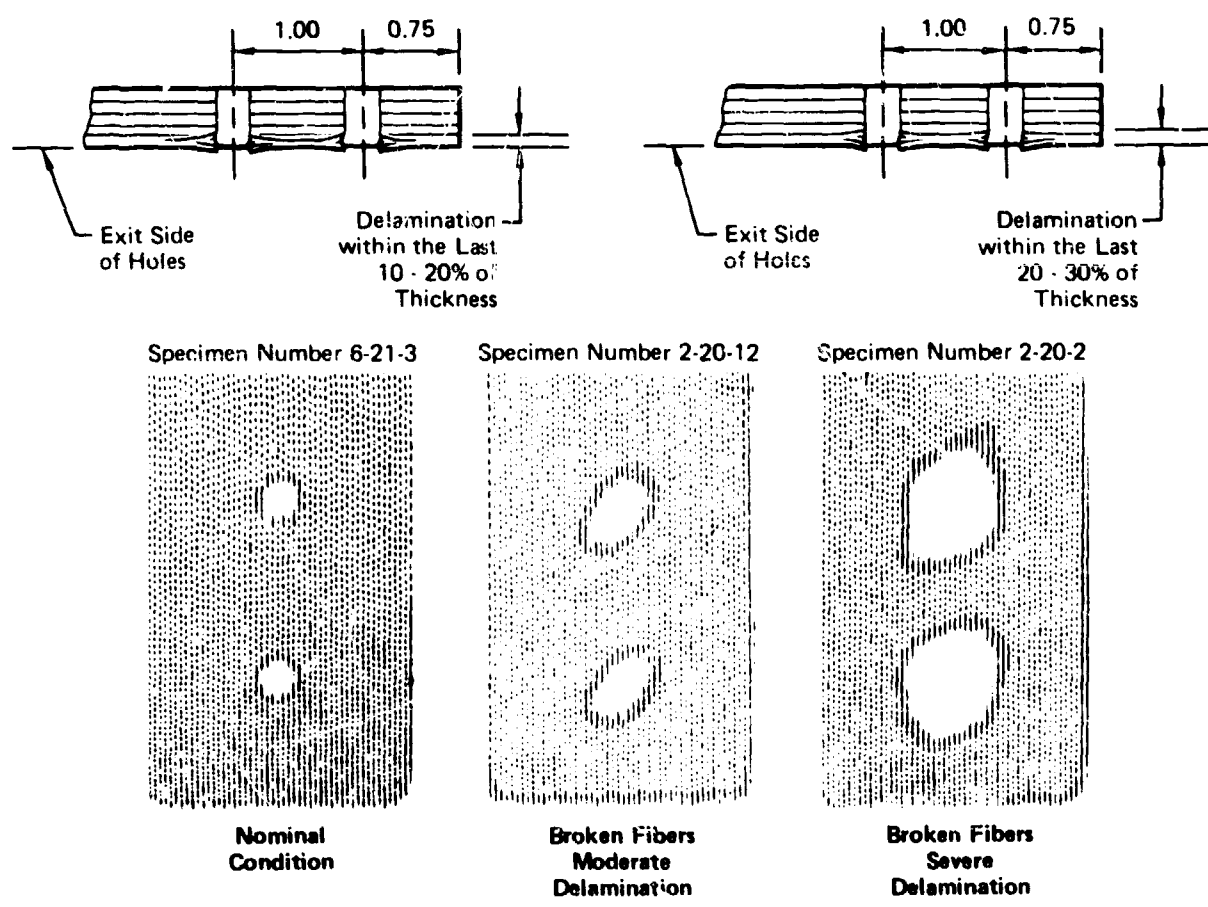 1.00
0.75
Exit Side
of Holes
Delamination
within the Last
10 - 20% of
Thickness
1.00
0.75
Exit Side
of Holes
Delamination
within the Last
20 - 30% of
Thickness
Specimen Number 6-21-3
Specimen Number 2-20-12
Specimen Number 2-20-2
Nominal
Condition
Broken Fibers
Moderate
Delamination
Broken Fibers
Severe
Delamination